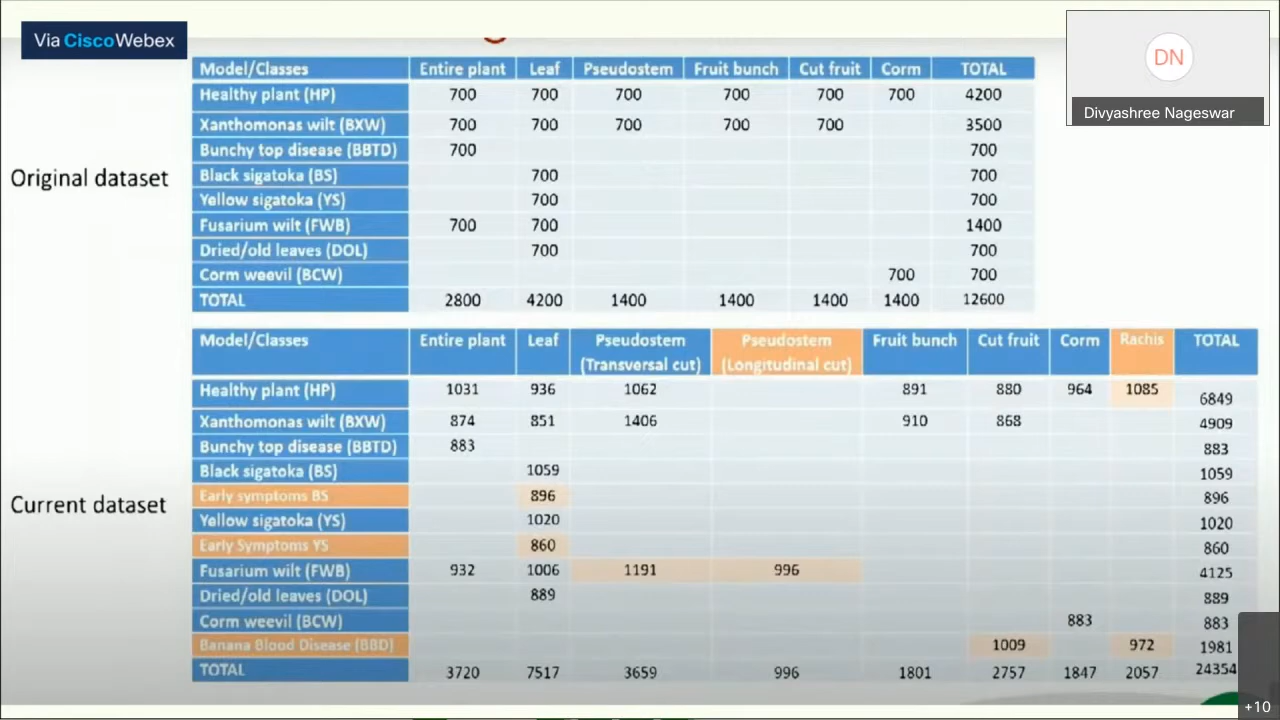 Via CiscoWebex
DN
Divyashree Nageswar
Model/Classes Entire plant Leaf Pseudostem Fruit bunch Cut fruit Corm TOTAL
Healthy plant (HP) 700 700 700 700 700 700 4200
Xanthomonas wilt (BXW) 700 700 700 700 700 3500
Bunchy top disease (BBTD) 700 700
Original dataset
Black sigatoka (BS) 700 700
Yellow sigatoka (YS) 700 700
Fusarium wilt (FWB) 700 700 1400
Dried/old leaves (DOL) 700 700
Corm weevil (BCW) 700 700
TOTAL 2800 4200 1400 1400 1400 1400 12600
Model/Classes Entire plant Leaf Pseudostem (Transversal cut) Pseudostem (Longitudinal cut) Fruit bunch Cut fruit Corm Rachis TOTAL
Healthy plant (HP) 1031 936 1062 891 880 964 1085 6849
Xanthomonas wilt (BXW) 874 851 1406 910 868 4909
Bunchy top disease (BBTD) 883 883
Black sigatoka (BS) 1059 1059
Early symptoms BS 896 896
Current dataset
Yellow sigatoka (YS) 1020 1020
Early Symptoms YS 860 860
Fusarium wilt (FWB) 932 1006 1191 996 4125
Dried/old leaves (DOL) 889 889
Corm weevil (BCW) 883 883
Banana Blood Disease (BBD) 1009 972 1981
TOTAL 3720 7517 3659 996 1801 2757 1847 2057 24354
+10